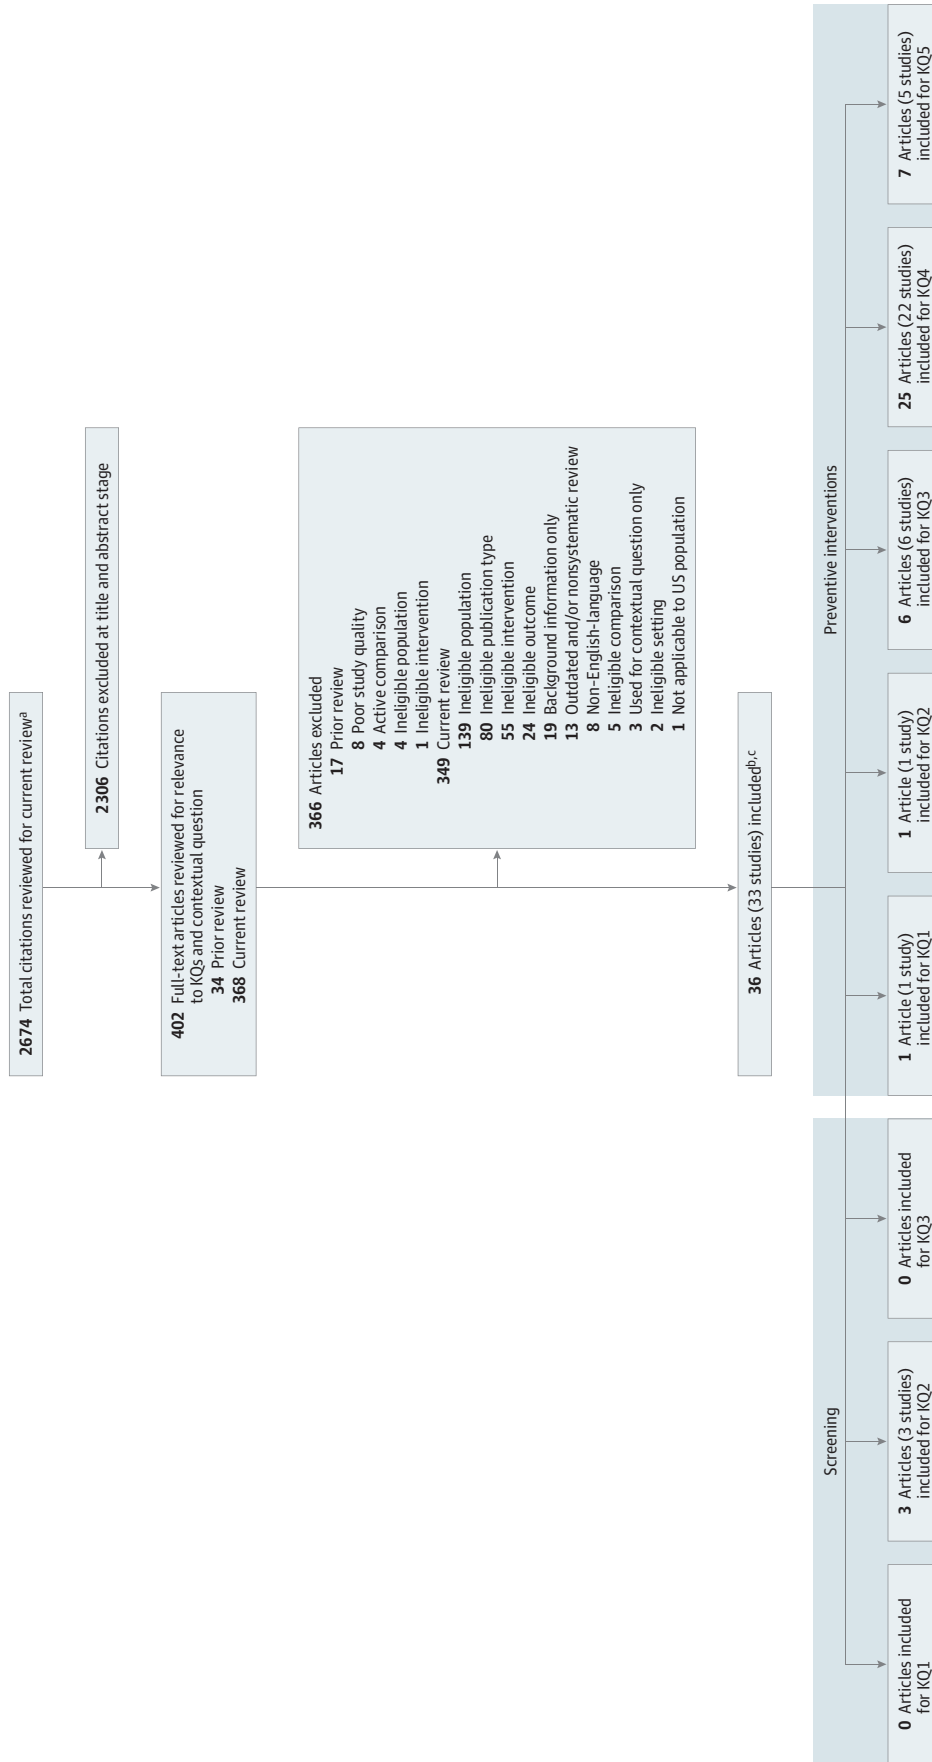 2674 Total citations reviewed for current reviewᵃ
2306 Citations excluded at title and abstract stage
402 Full-text articles reviewed for relevance
to KQs and contextual question
34 Prior review
368 Current review
366 Articles excluded
17 Prior review
8 Poor study quality
4 Active comparison
4 Ineligible population
1 Ineligible intervention
349 Current review
139 Ineligible population
80 Ineligible publication type
55 Ineligible intervention
24 Ineligible outcome
19 Background information only
13 Outdated and/or nonsystematic review
8 Non-English-language
5 Ineligible comparison
3 Used for contextual question only
2 Ineligible setting
1 Not applicable to US population
36 Articles (33 studies) includedᵇ,ᶜ
Screening
0 Articles included
for KQ1
3 Articles (3 studies)
included for KQ2
0 Articles included
for KQ3
Preventive interventions
1 Article (1 study)
included for KQ1
1 Article (1 study)
included for KQ2
6 Articles (6 studies)
included for KQ3
25 Articles (22 studies)
included for KQ4
7 Articles (5 studies)
included for KQ5